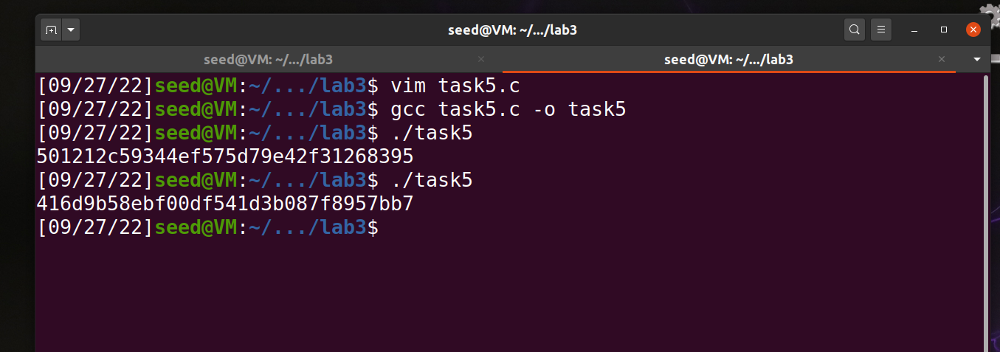 seed@VM: ~/.../lab3
seed@VM: ~/.../lab3
seed@VM: ~/.../lab3
[09/27/22]seed@VM:~/.../lab3$ vim task5.c
[09/27/22]seed@VM:~/.../lab3$ gcc task5.c -o task5
[09/27/22]seed@VM:~/.../lab3$ ./task5
501212c59344ef575d79e42f31268395
[09/27/22]seed@VM:~/.../lab3$ ./task5
416d9b58ebf00df541d3b087f8957bb7
[09/27/22]seed@VM:~/.../lab3$